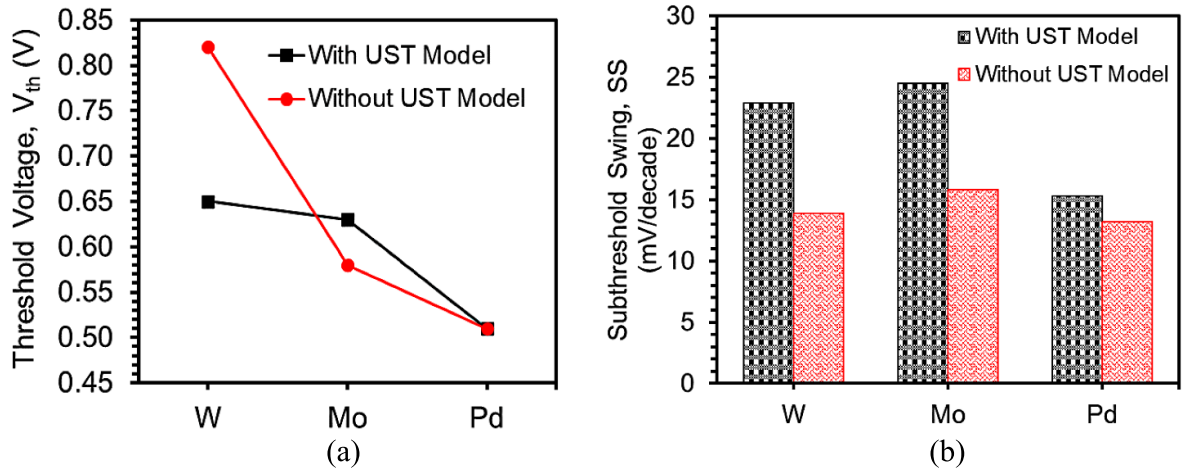 0.85
0.80
0.75
0.70
0.65
0.60
0.55
0.50
0.45
Threshold Voltage, Vth (V)
With UST Model
Without UST Model
W Mo Pd
(a)
30
25
20
15
10
5
0
Subthreshold Swing, SS
(mV/decade)
With UST Model
Without UST Model
W Mo Pd
(b)